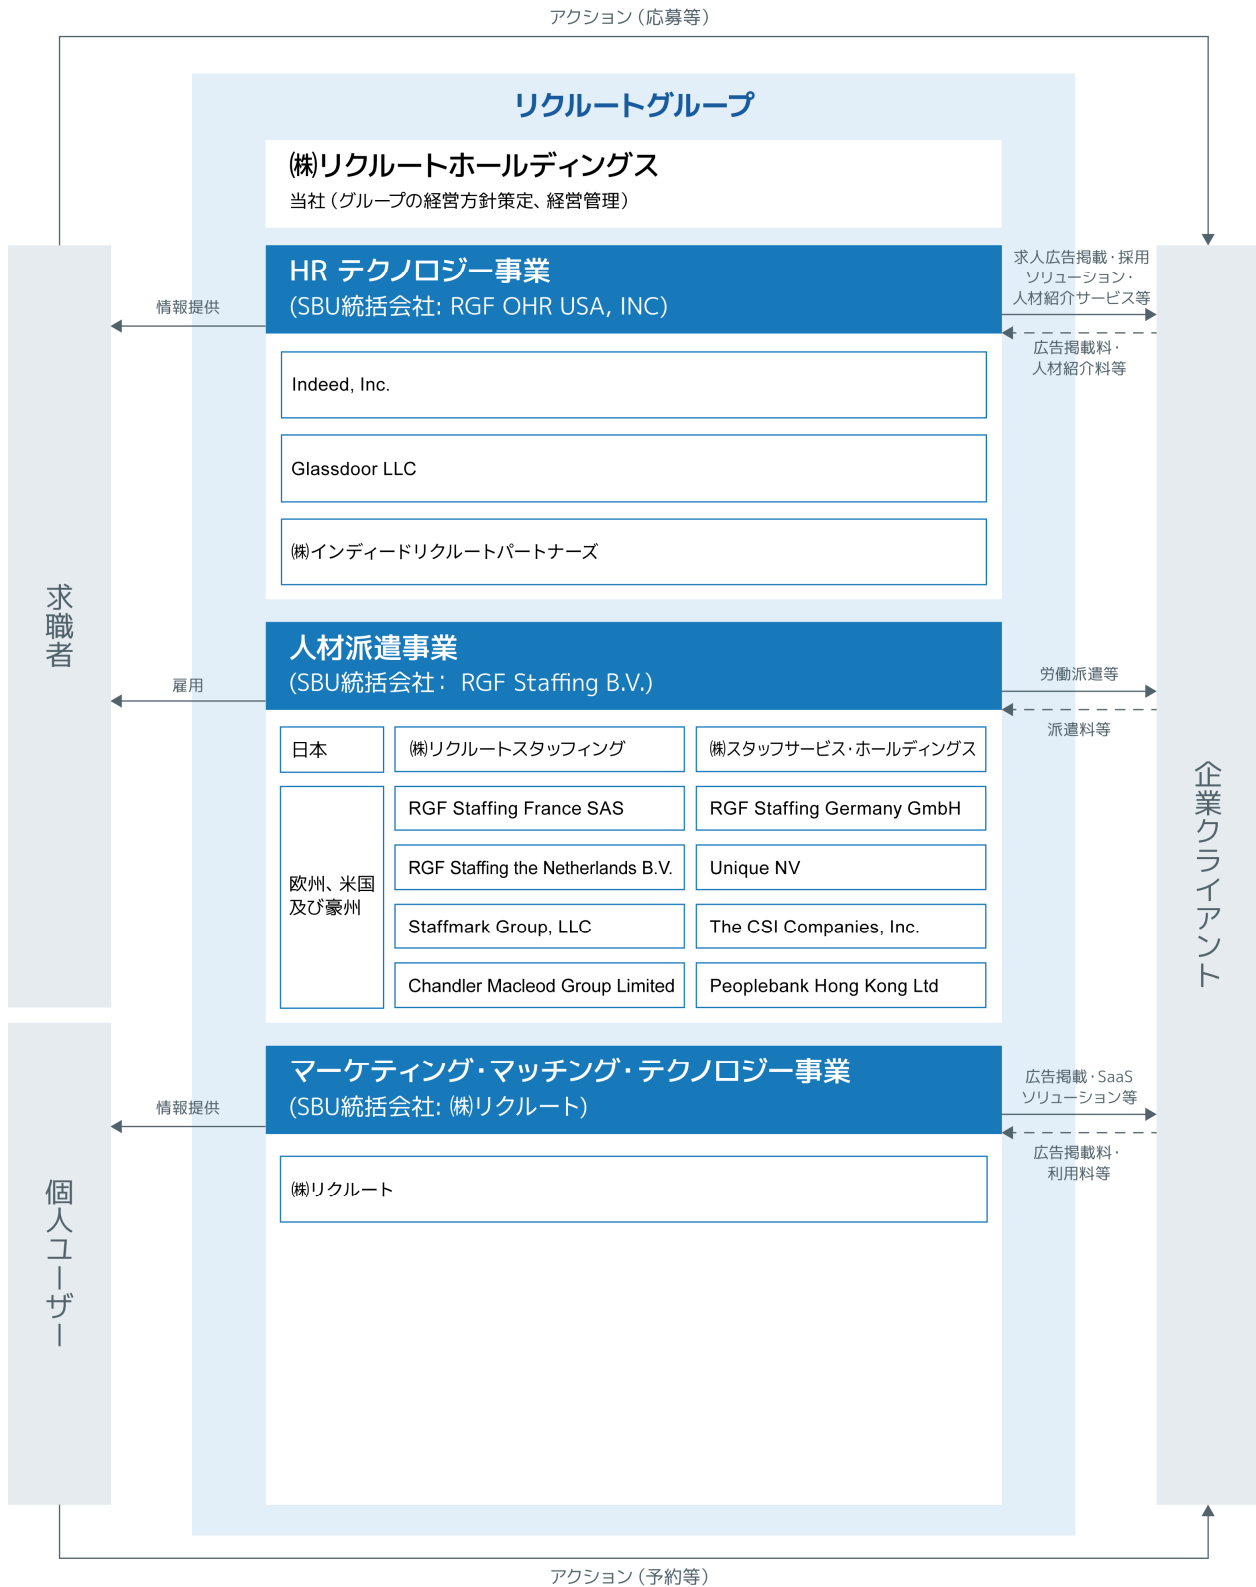 アクション（応募等）
リクルートグループ
㈱リクルートホールディングス
当社（グループの経営方針策定、経営管理）
HR テクノロジー事業
(SBU統括会社: RGF OHR USA, INC)
情報提供
求人広告掲載・採用
ソリューション・
人材紹介サービス等
広告掲載料・
人材紹介料等
Indeed, Inc.
Glassdoor LLC
㈱インディードリクルートパートナーズ
求職者
人材派遣事業
(SBU統括会社： RGF Staffing B.V.)
雇用
労働派遣等
派遣料等
日本
㈱リクルートスタッフィング
㈱スタッフサービス・ホールディングス
欧州、米国
及び豪州
RGF Staffing France SAS
RGF Staffing Germany GmbH
RGF Staffing the Netherlands B.V.
Unique NV
Staffmark Group, LLC
The CSI Companies, Inc.
Chandler Macleod Group Limited
Peoplebank Hong Kong Ltd
企業クライアント
マーケティング・マッチング・テクノロジー事業
(SBU統括会社: ㈱リクルート)
情報提供
広告掲載・SaaS
ソリューション等
広告掲載料・
利用料等
㈱リクルート
個人ユーザー
アクション（予約等）